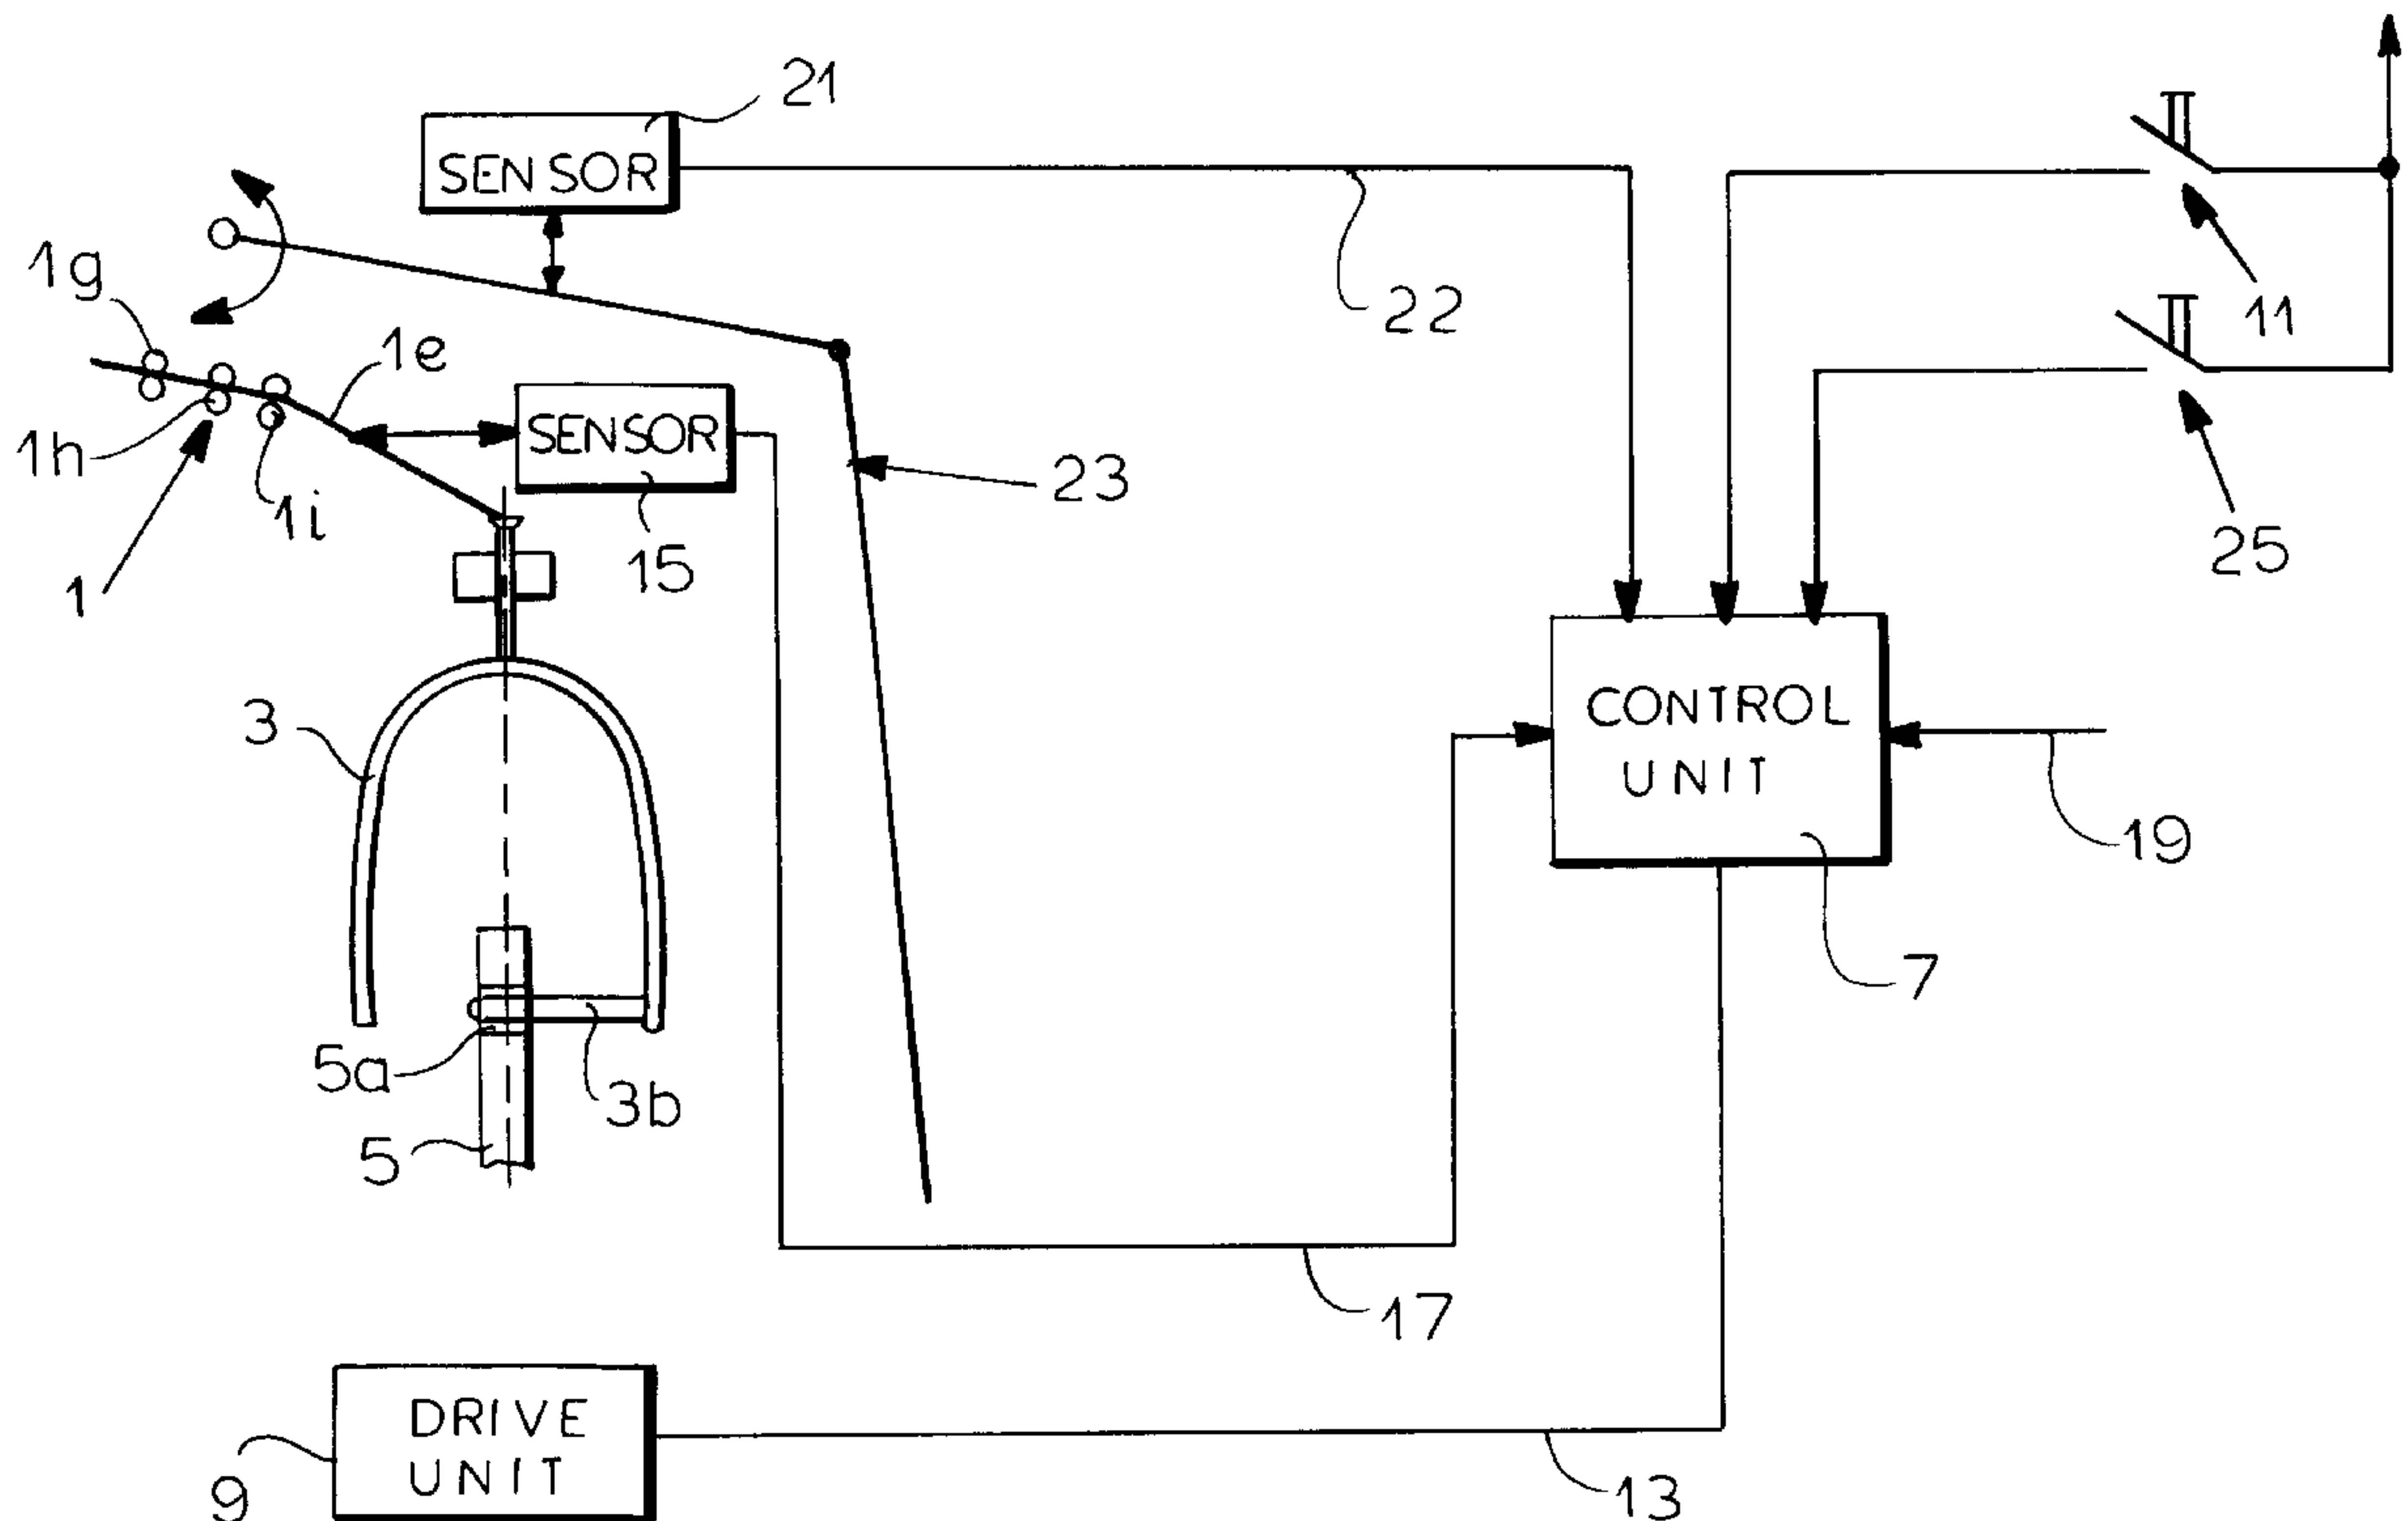 21
SENSOR
1g
22
11
1e
SENSOR
1h
23
1i
15
25
1
CONTROL
UNIT
3
19
7
5a
3b
5
17
DRIVE
UNIT
9
13